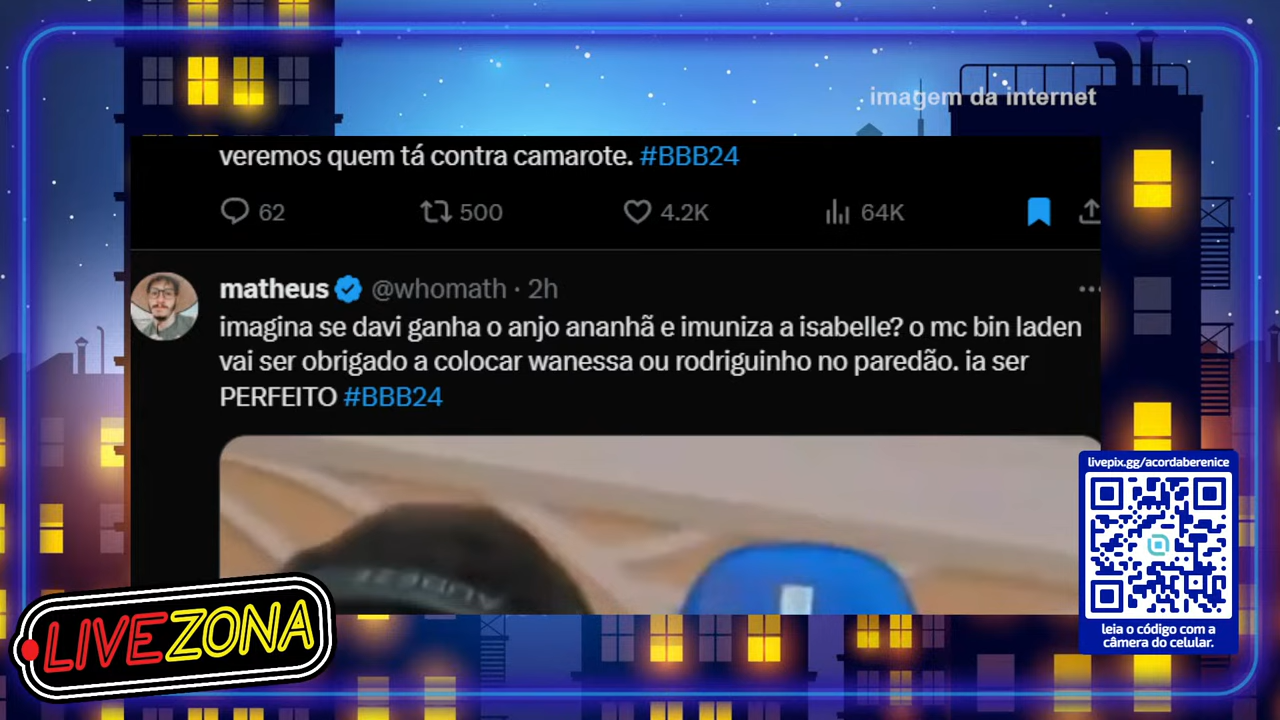 imagem da internet
veremos quem tá contra camarote. #BBB24
62 500 4.2K 64K
matheus @whomath · 2h
imagina se davi ganha o anjo ananhã e imuniza a isabelle? o mc bin laden
vai ser obrigado a colocar wanessa ou rodriguinho no paredão. ia ser
PERFEITO #BBB24
livepix.gg/acordaberenice
leia o código com a
câmera do celular.
LIVEZONA